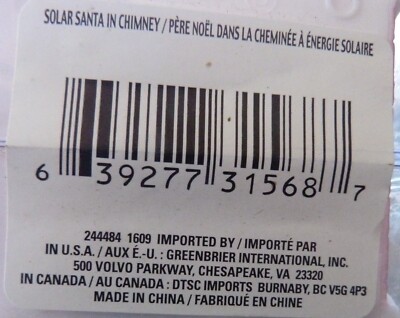 SOLAR SANTA IN CHIMNEY / PÈRE NOËL DANS LA CHEMINÉE À ÉNERGIE SOLAIRE
6 39277 31568 7
244484 1609 IMPORTED BY / IMPORTÉ PAR
IN U.S.A. / AUX É.-U. : GREENBRIER INTERNATIONAL, INC.
500 VOLVO PARKWAY, CHESAPEAKE, VA 23320
IN CANADA / AU CANADA : DTSC IMPORTS BURNABY, BC V5G 4P3
MADE IN CHINA / FABRIQUÉ EN CHINE